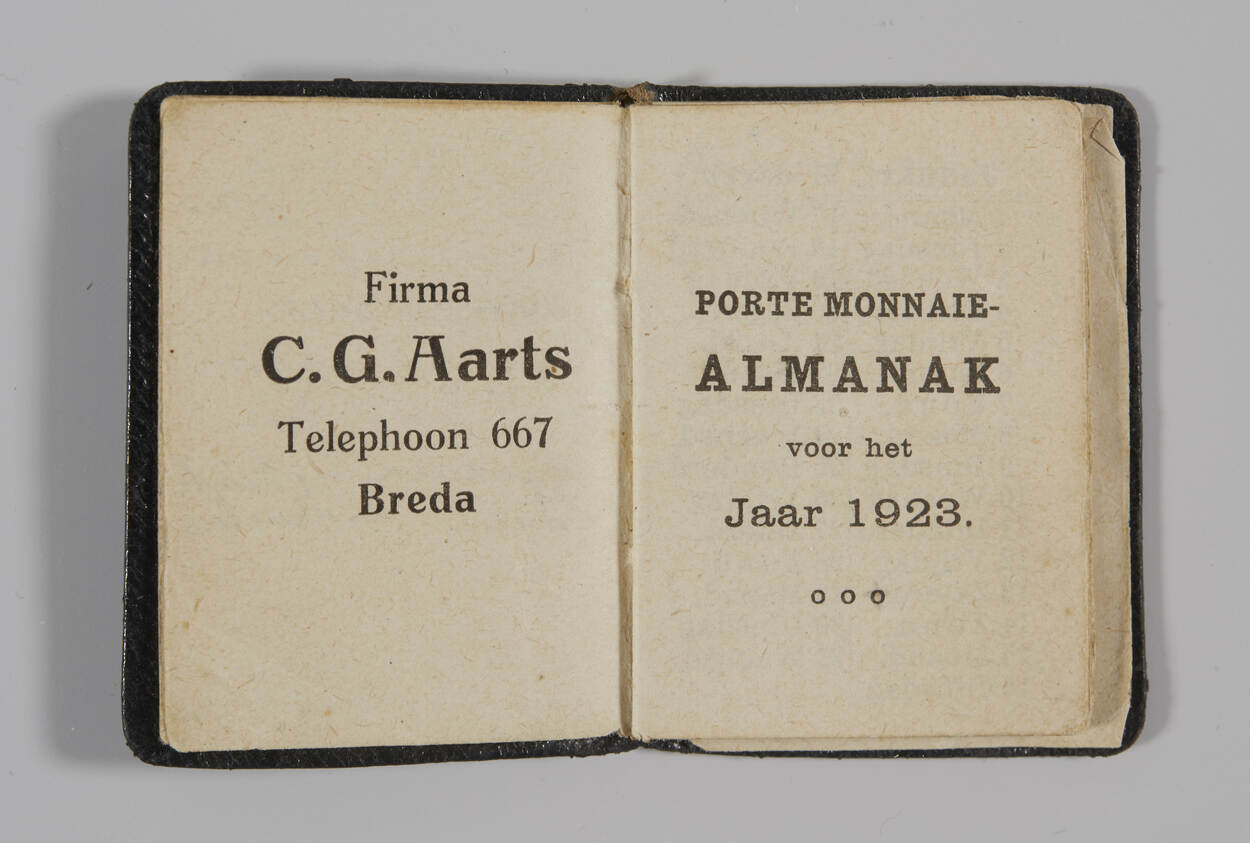 Firma
C. G. Aarts
Telephoon 667
Breda
PORTE MONNAIE-
ALMANAK
voor het
Jaar 1923.
o o o